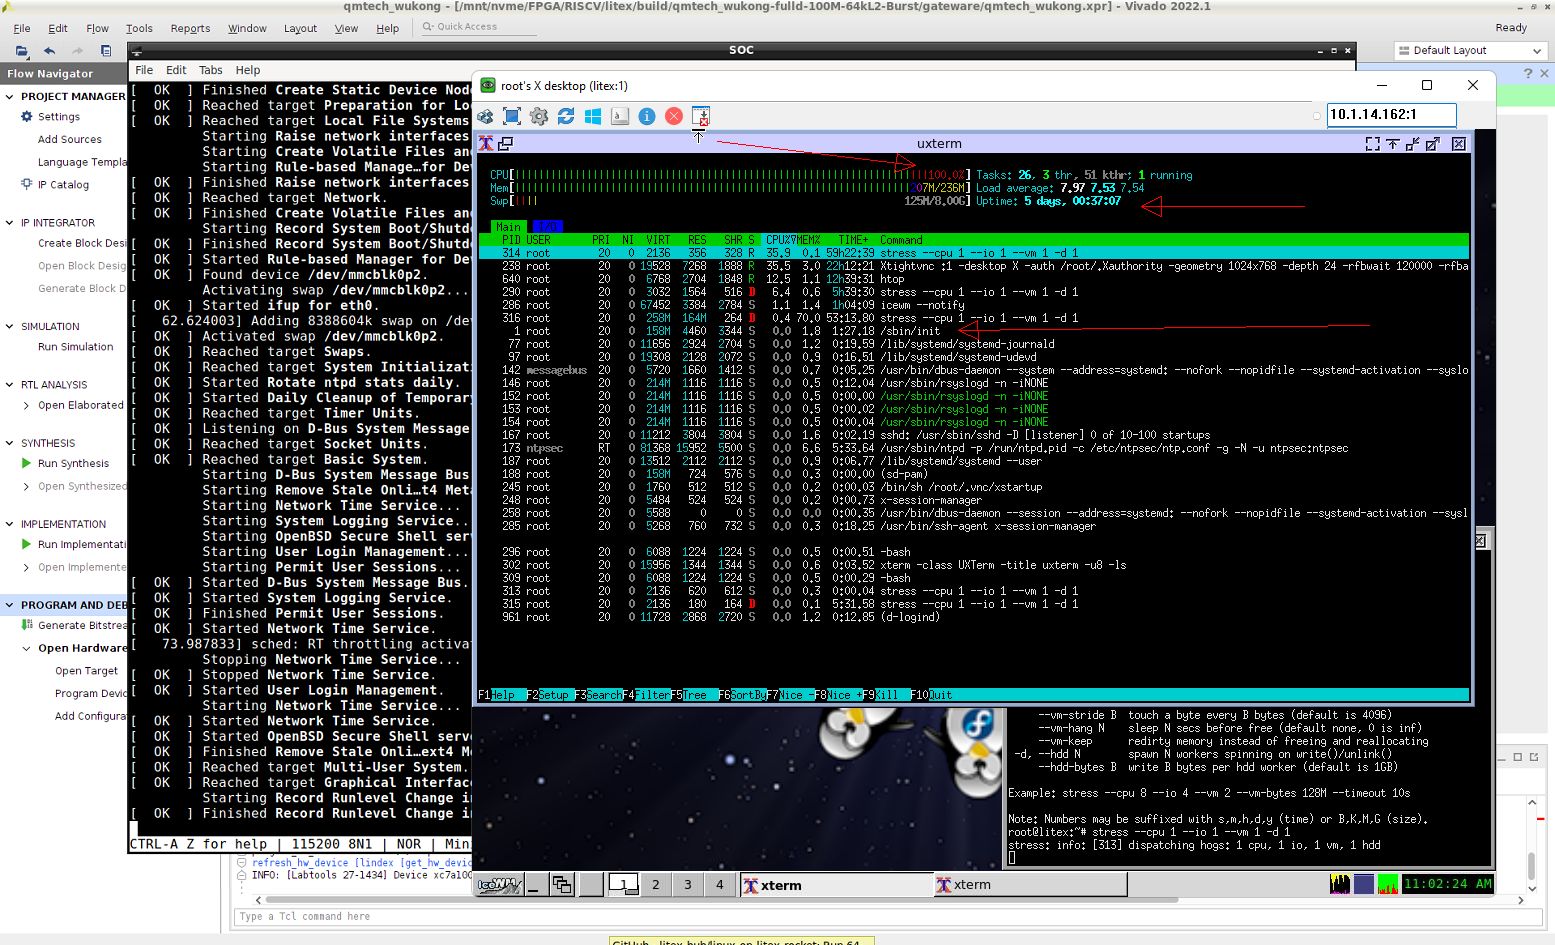 qmtech_wukong - [/mnt/nvme/FPGA/RISCV/litex/build/qmtech_wukong-fulld-100M-64kL2-Burst/gateware/qmtech_wukong.xpr] - Vivado 2022.1
File Edit Flow Tools Reports Window Layout View Help Quick Access Ready
SOC
Default Layout
Flow Navigator
PROJECT MANAGER
Settings
Add Sources
Language Templa
IP Catalog
IP INTEGRATOR
Create Block Desi
Open Block Desig
Generate Block D
SIMULATION
Run Simulation
RTL ANALYSIS
Open Elaborated
SYNTHESIS
Run Synthesis
Open Synthesized
IMPLEMENTATION
Run Implementati
Open Implemente
PROGRAM AND DEB
Generate Bitstrea
Open Hardware
Open Target
Program Devic
Add Configura
File Edit Tabs Help
[ OK ] Finished Create Static Device Node
[ OK ] Reached target Preparation for Lo
[ OK ] Reached target Local File Systems
Starting Raise network interfaces
Starting Create Volatile Files and
Starting Rule-based Manage…for Dev
[ OK ] Finished Raise network interfaces
[ OK ] Reached target Network.
[ OK ] Finished Create Volatile Files and
Starting Record System Boot/Shutdo
[ OK ] Finished Record System Boot/Shutdo
[ OK ] Started Rule-based Manager for De
[ OK ] Found device /dev/mmcblk0p2.
Activating swap /dev/mmcblk0p2...
[ OK ] Started ifup for eth0.
[ 62.624003] Adding 8388604k swap on /dev
[ OK ] Activated swap /dev/mmcblk0p2.
[ OK ] Reached target Swaps.
[ OK ] Reached target System Initializat
[ OK ] Started Rotate ntpd stats daily.
[ OK ] Started Daily Cleanup of Temporary
[ OK ] Reached target Timer Units.
[ OK ] Listening on D-Bus System Message
[ OK ] Reached target Socket Units.
[ OK ] Reached target Basic System.
Starting D-Bus System Message Bus
Starting Remove Stale Onli…t4 Meta
Starting Network Time Service...
Starting System Logging Service...
Starting OpenBSD Secure Shell serv
Starting User Login Management...
Starting Permit User Sessions...
[ OK ] Started D-Bus System Message Bus.
[ OK ] Started System Logging Service.
[ OK ] Finished Permit User Sessions.
[ OK ] Started Network Time Service.
[ 73.987833] sched: RT throttling activat
Stopping Network Time Service...
[ OK ] Stopped Network Time Service.
[ OK ] Started User Login Management.
Starting Network Time Service...
[ OK ] Started Network Time Service.
[ OK ] Started OpenBSD Secure Shell serve
[ OK ] Finished Remove Stale Onli…ext4 Me
[ OK ] Reached target Multi-User System.
[ OK ] Reached target Graphical Interface
Starting Record Runlevel Change in
[ OK ] Finished Record Runlevel Change in
CTRL-A Z for help | 115200 8N1 | NOR | Mini
root's X desktop (litex:1)
10.1.14.162:1
uxterm
CPU[ 100.0%] Tasks: 26, 3 thr, 51 kthr; 1 running
Mem[ 207M/236M] Load average: 7.97 7.53 7.54
Swp[ 125M/8.00G] Uptime: 5 days, 00:37:07
Main I/O
PID USER PRI NI VIRT RES SHR S CPU%▽MEM% TIME+ Command
314 root 20 0 2136 356 328 R 35.9 0.1 59h22:39 stress --cpu 1 --io 1 --vm 1 -d 1
238 root 20 0 19528 7268 1888 R 35.5 3.0 22h12:21 Xtightvnc :1 -desktop X -auth /root/.Xauthority -geometry 1024x768 -depth 24 -rfbwait 120000 -rfba
640 root 20 0 6768 2704 1848 R 12.5 1.1 12h39:31 htop
290 root 20 0 3032 1564 516 D 6.4 0.6 5h39:30 stress --cpu 1 --io 1 --vm 1 -d 1
286 root 20 0 67452 3384 2784 S 1.1 1.4 1h04:09 icewm --notify
316 root 20 0 258M 164M 264 D 0.4 70.0 53:13.80 stress --cpu 1 --io 1 --vm 1 -d 1
1 root 20 0 158M 4460 3344 S 0.0 1.8 1:27.18 /sbin/init
77 root 20 0 11656 2924 2704 S 0.0 1.2 0:19.59 /lib/systemd/systemd-journald
97 root 20 0 19308 2128 2072 S 0.0 0.9 0:16.51 /lib/systemd/systemd-udevd
142 messagebus 20 0 5720 1660 1412 S 0.0 0.7 0:05.25 /usr/bin/dbus-daemon --system --address=systemd: --nofork --nopidfile --systemd-activation --syslo
146 root 20 0 214M 1116 1116 S 0.0 0.5 0:12.04 /usr/sbin/rsyslogd -n -iNONE
152 root 20 0 214M 1116 1116 S 0.0 0.5 0:00.00 /usr/sbin/rsyslogd -n -iNONE
153 root 20 0 214M 1116 1116 S 0.0 0.5 0:00.02 /usr/sbin/rsyslogd -n -iNONE
154 root 20 0 214M 1116 1116 S 0.0 0.5 0:00.04 /usr/sbin/rsyslogd -n -iNONE
167 root 20 0 11212 3804 3804 S 0.0 1.6 0:02.19 sshd: /usr/sbin/sshd -D [listener] 0 of 10-100 startups
173 ntpsec RT 0 81368 15952 5500 S 0.0 6.6 5:33.64 /usr/sbin/ntpd -p /run/ntpd.pid -c /etc/ntpsec/ntp.conf -g -N -u ntpsec:ntpsec
187 root 20 0 13512 2112 2112 S 0.0 0.9 0:06.77 /lib/systemd/systemd --user
188 root 20 0 158M 724 576 S 0.0 0.3 0:00.00 (sd-pam)
245 root 20 0 1760 512 512 S 0.0 0.2 0:00.03 /bin/sh /root/.vnc/xstartup
248 root 20 0 5484 524 524 S 0.0 0.2 0:00.73 x-session-manager
258 root 20 0 5588 0 0 S 0.0 0.0 0:00.35 /usr/bin/dbus-daemon --session --address=systemd: --nofork --nopidfile --systemd-activation --sysl
285 root 20 0 5268 760 732 S 0.0 0.3 0:18.25 /usr/bin/ssh-agent x-session-manager
296 root 20 0 6088 1224 1224 S 0.0 0.5 0:00.51 -bash
302 root 20 0 15956 1344 1344 S 0.0 0.6 0:03.52 xterm -class UXTerm -title uxterm -u8 -ls
309 root 20 0 6088 1224 1224 S 0.0 0.5 0:00.29 -bash
313 root 20 0 2136 620 612 S 0.0 0.3 0:00.04 stress --cpu 1 --io 1 --vm 1 -d 1
315 root 20 0 2136 180 164 D 0.0 0.1 5:31.58 stress --cpu 1 --io 1 --vm 1 -d 1
961 root 20 0 11728 2868 2720 S 0.0 1.2 0:12.85 (d-logind)
F1Help F2Setup F3SearchF4FilterF5Tree F6SortByF7Nice -F8Nice +F9Kill F10Quit
--vm-stride B touch a byte every B bytes (default is 4096)
--vm-hang N sleep N secs before free (default none, 0 is inf)
--vm-keep redirty memory instead of freeing and reallocating
-d, --hdd N spawn N workers spinning on write()/unlink()
--hdd-bytes B write B bytes per hdd worker (default is 1GB)
Example: stress --cpu 8 --io 4 --vm 2 --vm-bytes 128M --timeout 10s
Note: Numbers may be suffixed with s,m,h,d,y (time) or B,K,M,G (size).
root@litex:~# stress --cpu 1 --io 1 --vm 1 -d 1
stress: info: [313] dispatching hogs: 1 cpu, 1 io, 1 vm, 1 hdd
IceWM 1 2 3 4 xterm xterm 11:02:24 AM
refresh_hw_device [lindex [get_hw_devic
INFO: [Labtools 27-1434] Device xc7a100
Type a Tcl command here